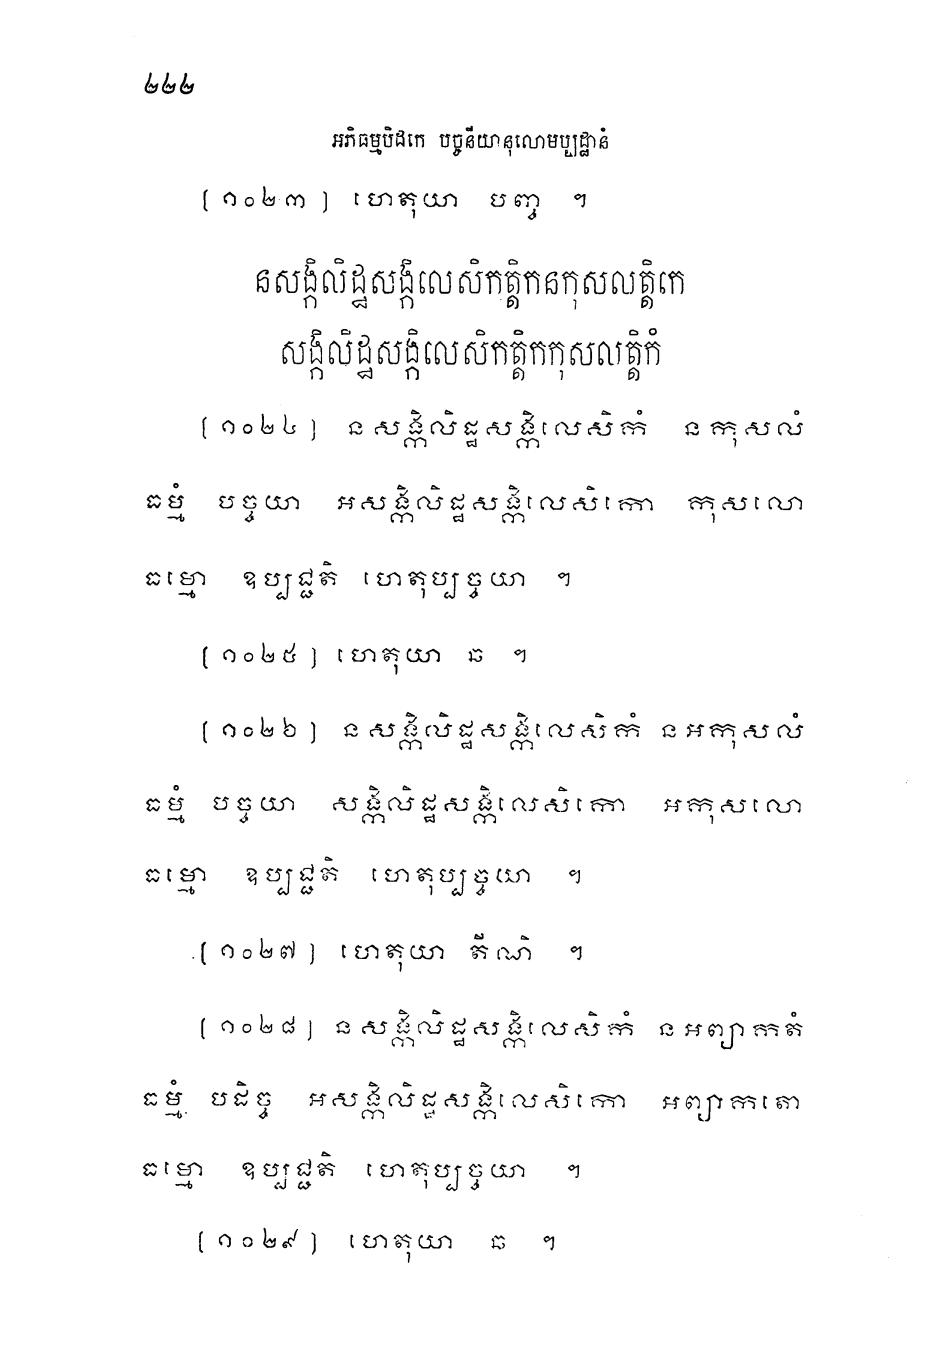 ២២២
អភិធម្មបិដកេ បច្ចនីយានុលោមប្បដ្ឋានំ
(១០២៣) ហេតុយា បញ្ច ។
នសង្កិលិដ្ឋសង្កិលេសិកត្តិកនកុសលត្តិកេ
សង្កិលិដ្ឋសង្កិលេសិកត្តិកកុសលត្តិកំ
(១០២៤) នសង្កិលិដ្ឋសង្កិលេសិកំ នកុសលំ
ធម្មំ បច្ចយា អសង្កិលិដ្ឋសង្កិលេសិកោ កុសលោ
ធម្មោ ឧប្បជ្ជតិ ហេតុប្បច្ចយា ។
(១០២៥) ហេតុយា ឆ ។
(១០២៦) នសង្កិលិដ្ឋសង្កិលេសិកំ នអកុសលំ
ធម្មំ បច្ចយា សង្កិលិដ្ឋសង្កិលេសិកោ អកុសលោ
ធម្មោ ឧប្បជ្ជតិ ហេតុប្បច្ចយា ។
(១០២៧) ហេតុយា តីណិ ។
(១០២៨) នសង្កិលិដ្ឋសង្កិលេសិកំ នអព្យាកតំ
ធម្មំ បដិច្ច អសង្កិលិដ្ឋសង្កិលេសិកោ អព្យាកតោ
ធម្មោ ឧប្បជ្ជតិ ហេតុប្បច្ចយា ។
(១០២៩) ហេតុយា ឆ ។